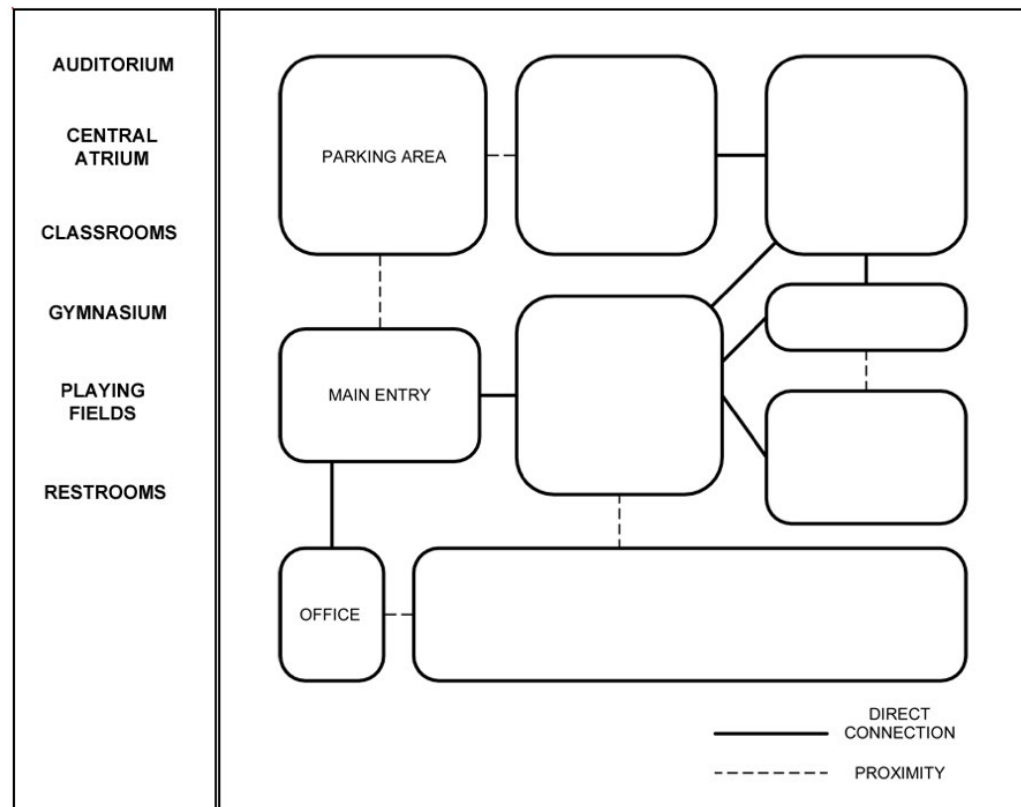 AUDITORIUM
CENTRAL
ATRIUM
CLASSROOMS
GYMNASIUM
PLAYING
FIELDS
RESTROOMS
PARKING AREA
MAIN ENTRY
OFFICE
DIRECT
CONNECTION
PROXIMITY